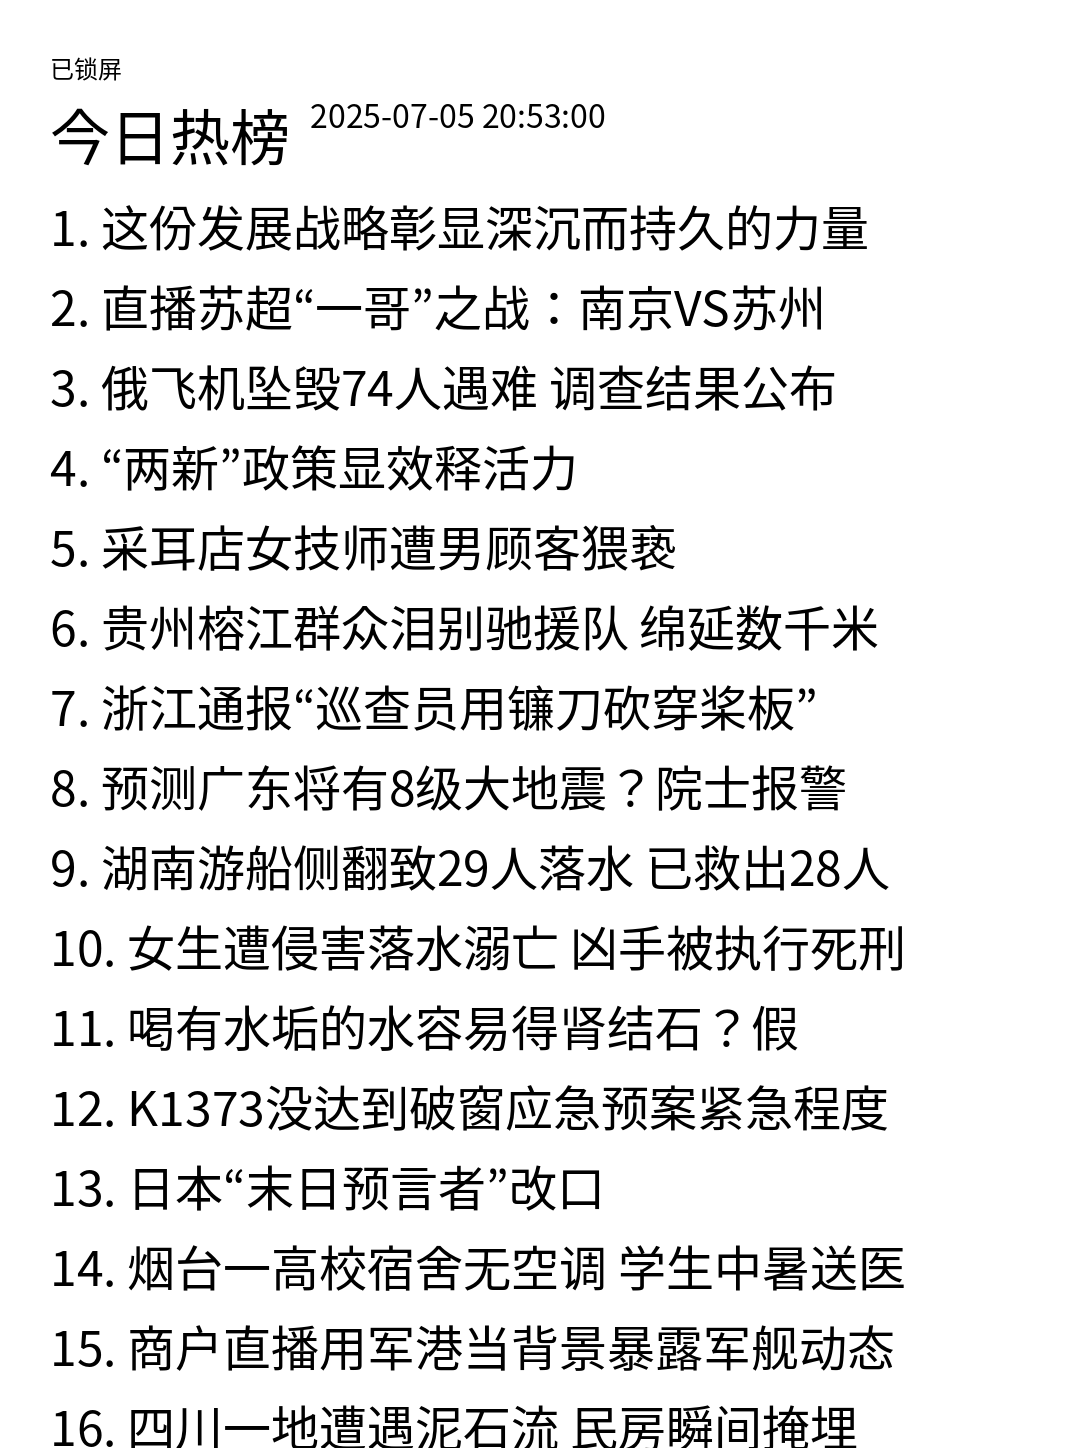 已锁屏
今日热榜 2025-07-05 20:53:00
1. 这份发展战略彰显深沉而持久的力量
2. 直播苏超“一哥”之战：南京VS苏州
3. 俄飞机坠毁74人遇难 调查结果公布
4. “两新”政策显效释活力
5. 采耳店女技师遭男顾客猥亵
6. 贵州榕江群众泪别驰援队 绵延数千米
7. 浙江通报“巡查员用镰刀砍穿桨板”
8. 预测广东将有8级大地震？院士报警
9. 湖南游船侧翻致29人落水 已救出28人
10. 女生遭侵害落水溺亡 凶手被执行死刑
11. 喝有水垢的水容易得肾结石？假
12. K1373没达到破窗应急预案紧急程度
13. 日本“末日预言者”改口
14. 烟台一高校宿舍无空调 学生中暑送医
15. 商户直播用军港当背景暴露军舰动态
16. 四川一地遭遇泥石流 民房瞬间掩埋